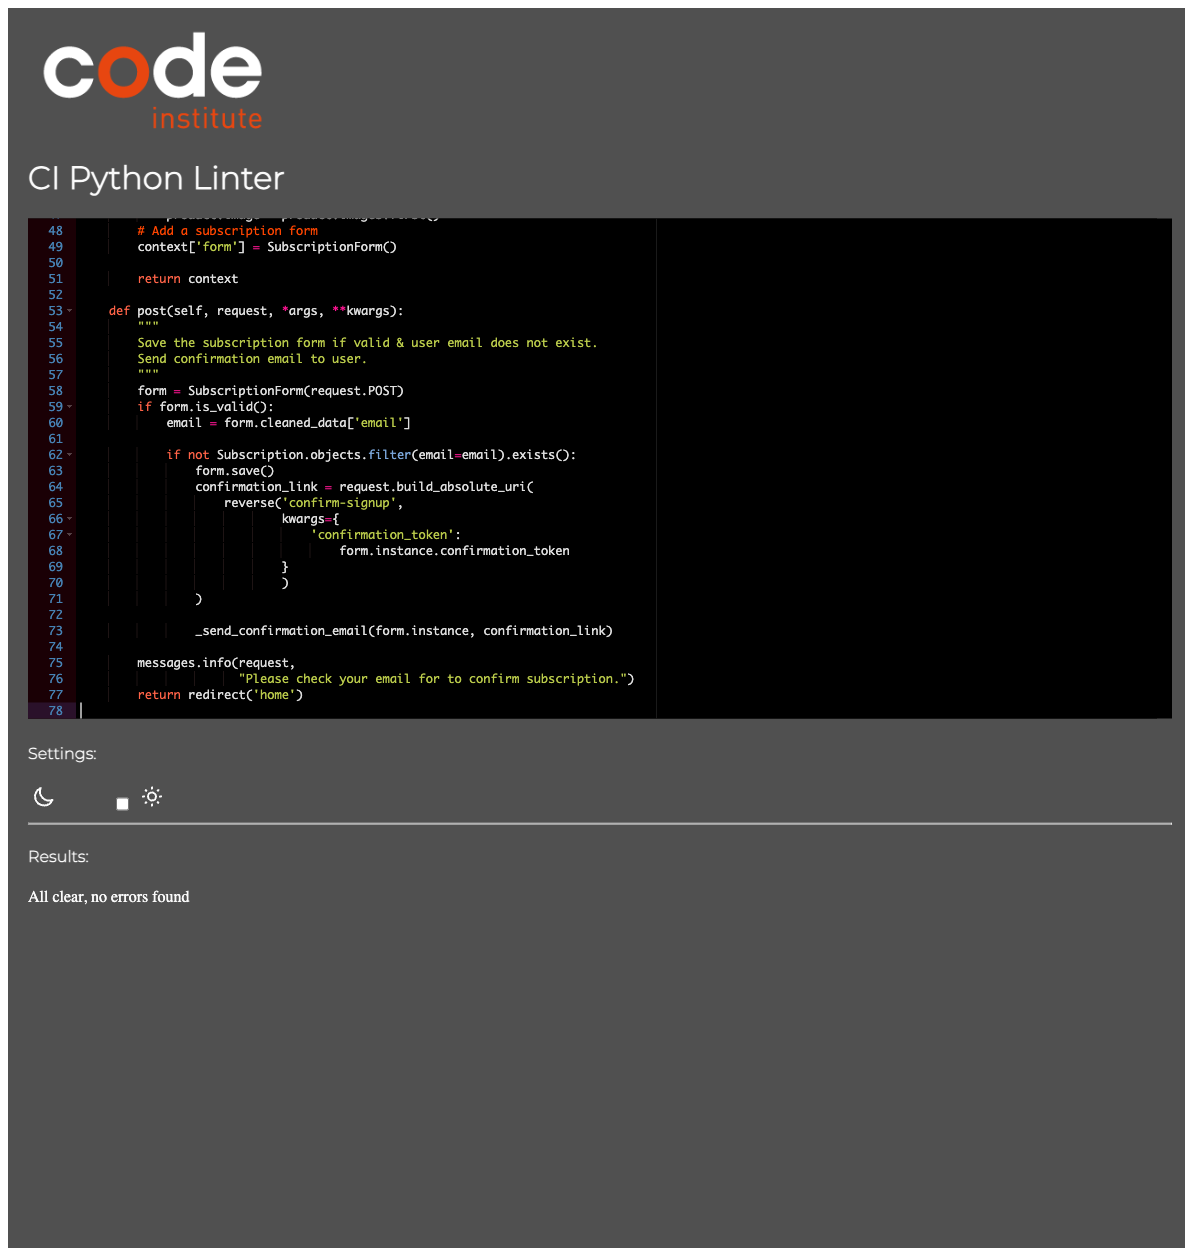 code
institute
CI Python Linter
48 # Add a subscription form
49 context['form'] = SubscriptionForm()
50
51 return context
52
53 def post(self, request, *args, **kwargs):
54 """
55 Save the subscription form if valid & user email does not exist.
56 Send confirmation email to user.
57 """
58 form = SubscriptionForm(request.POST)
59 if form.is_valid():
60 email = form.cleaned_data['email']
61
62 if not Subscription.objects.filter(email=email).exists():
63 form.save()
64 confirmation_link = request.build_absolute_uri(
65 reverse('confirm-signup',
66 kwargs={
67 'confirmation_token':
68 form.instance.confirmation_token
69 }
70 )
71 )
72
73 _send_confirmation_email(form.instance, confirmation_link)
74
75 messages.info(request,
76 "Please check your email for to confirm subscription.")
77 return redirect('home')
78
Settings:
Results:
All clear, no errors found